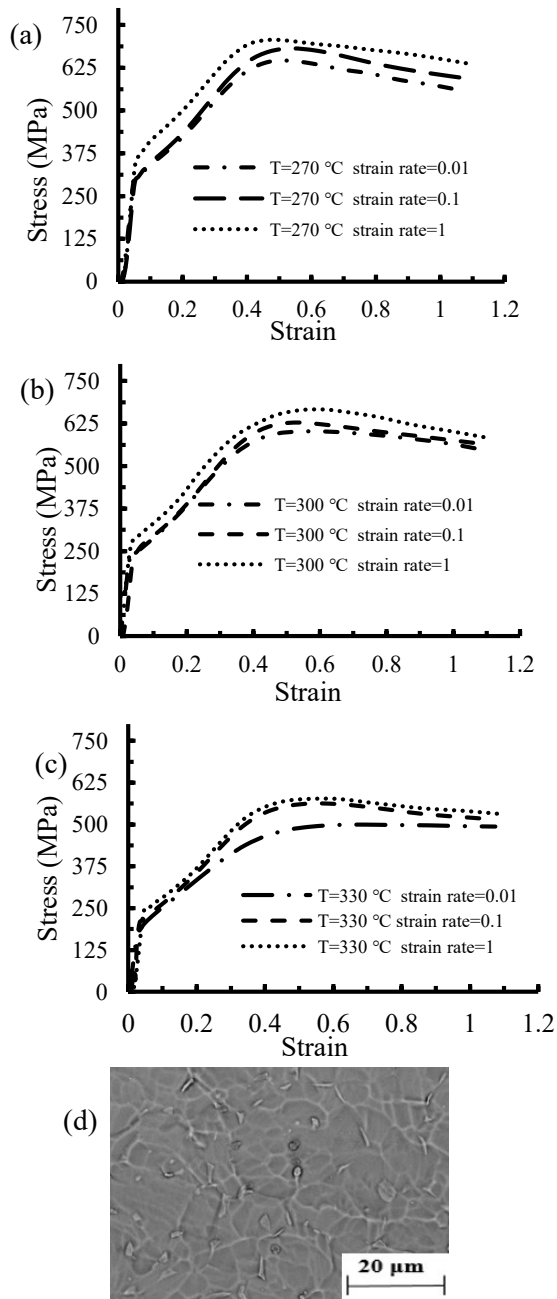 (a)
Stress (MPa)
750
625
500
375
250
125
0
T=270 °C strain rate=0.01
T=270 °C strain rate=0.1
T=270 °C strain rate=1
0 0.2 0.4 0.6 0.8 1 1.2
Strain
(b)
Stress (MPa)
750
625
500
375
250
125
0
T=300 °C strain rate=0.01
T=300 °C strain rate=0.1
T=300 °C strain rate=1
0 0.2 0.4 0.6 0.8 1 1.2
Strain
(c)
Stress (MPa)
750
625
500
375
250
125
0
T=330 °C strain rate=0.01
T=330 °C strain rate=0.1
T=330 °C strain rate=1
0 0.2 0.4 0.6 0.8 1 1.2
Strain
(d)
20 μm